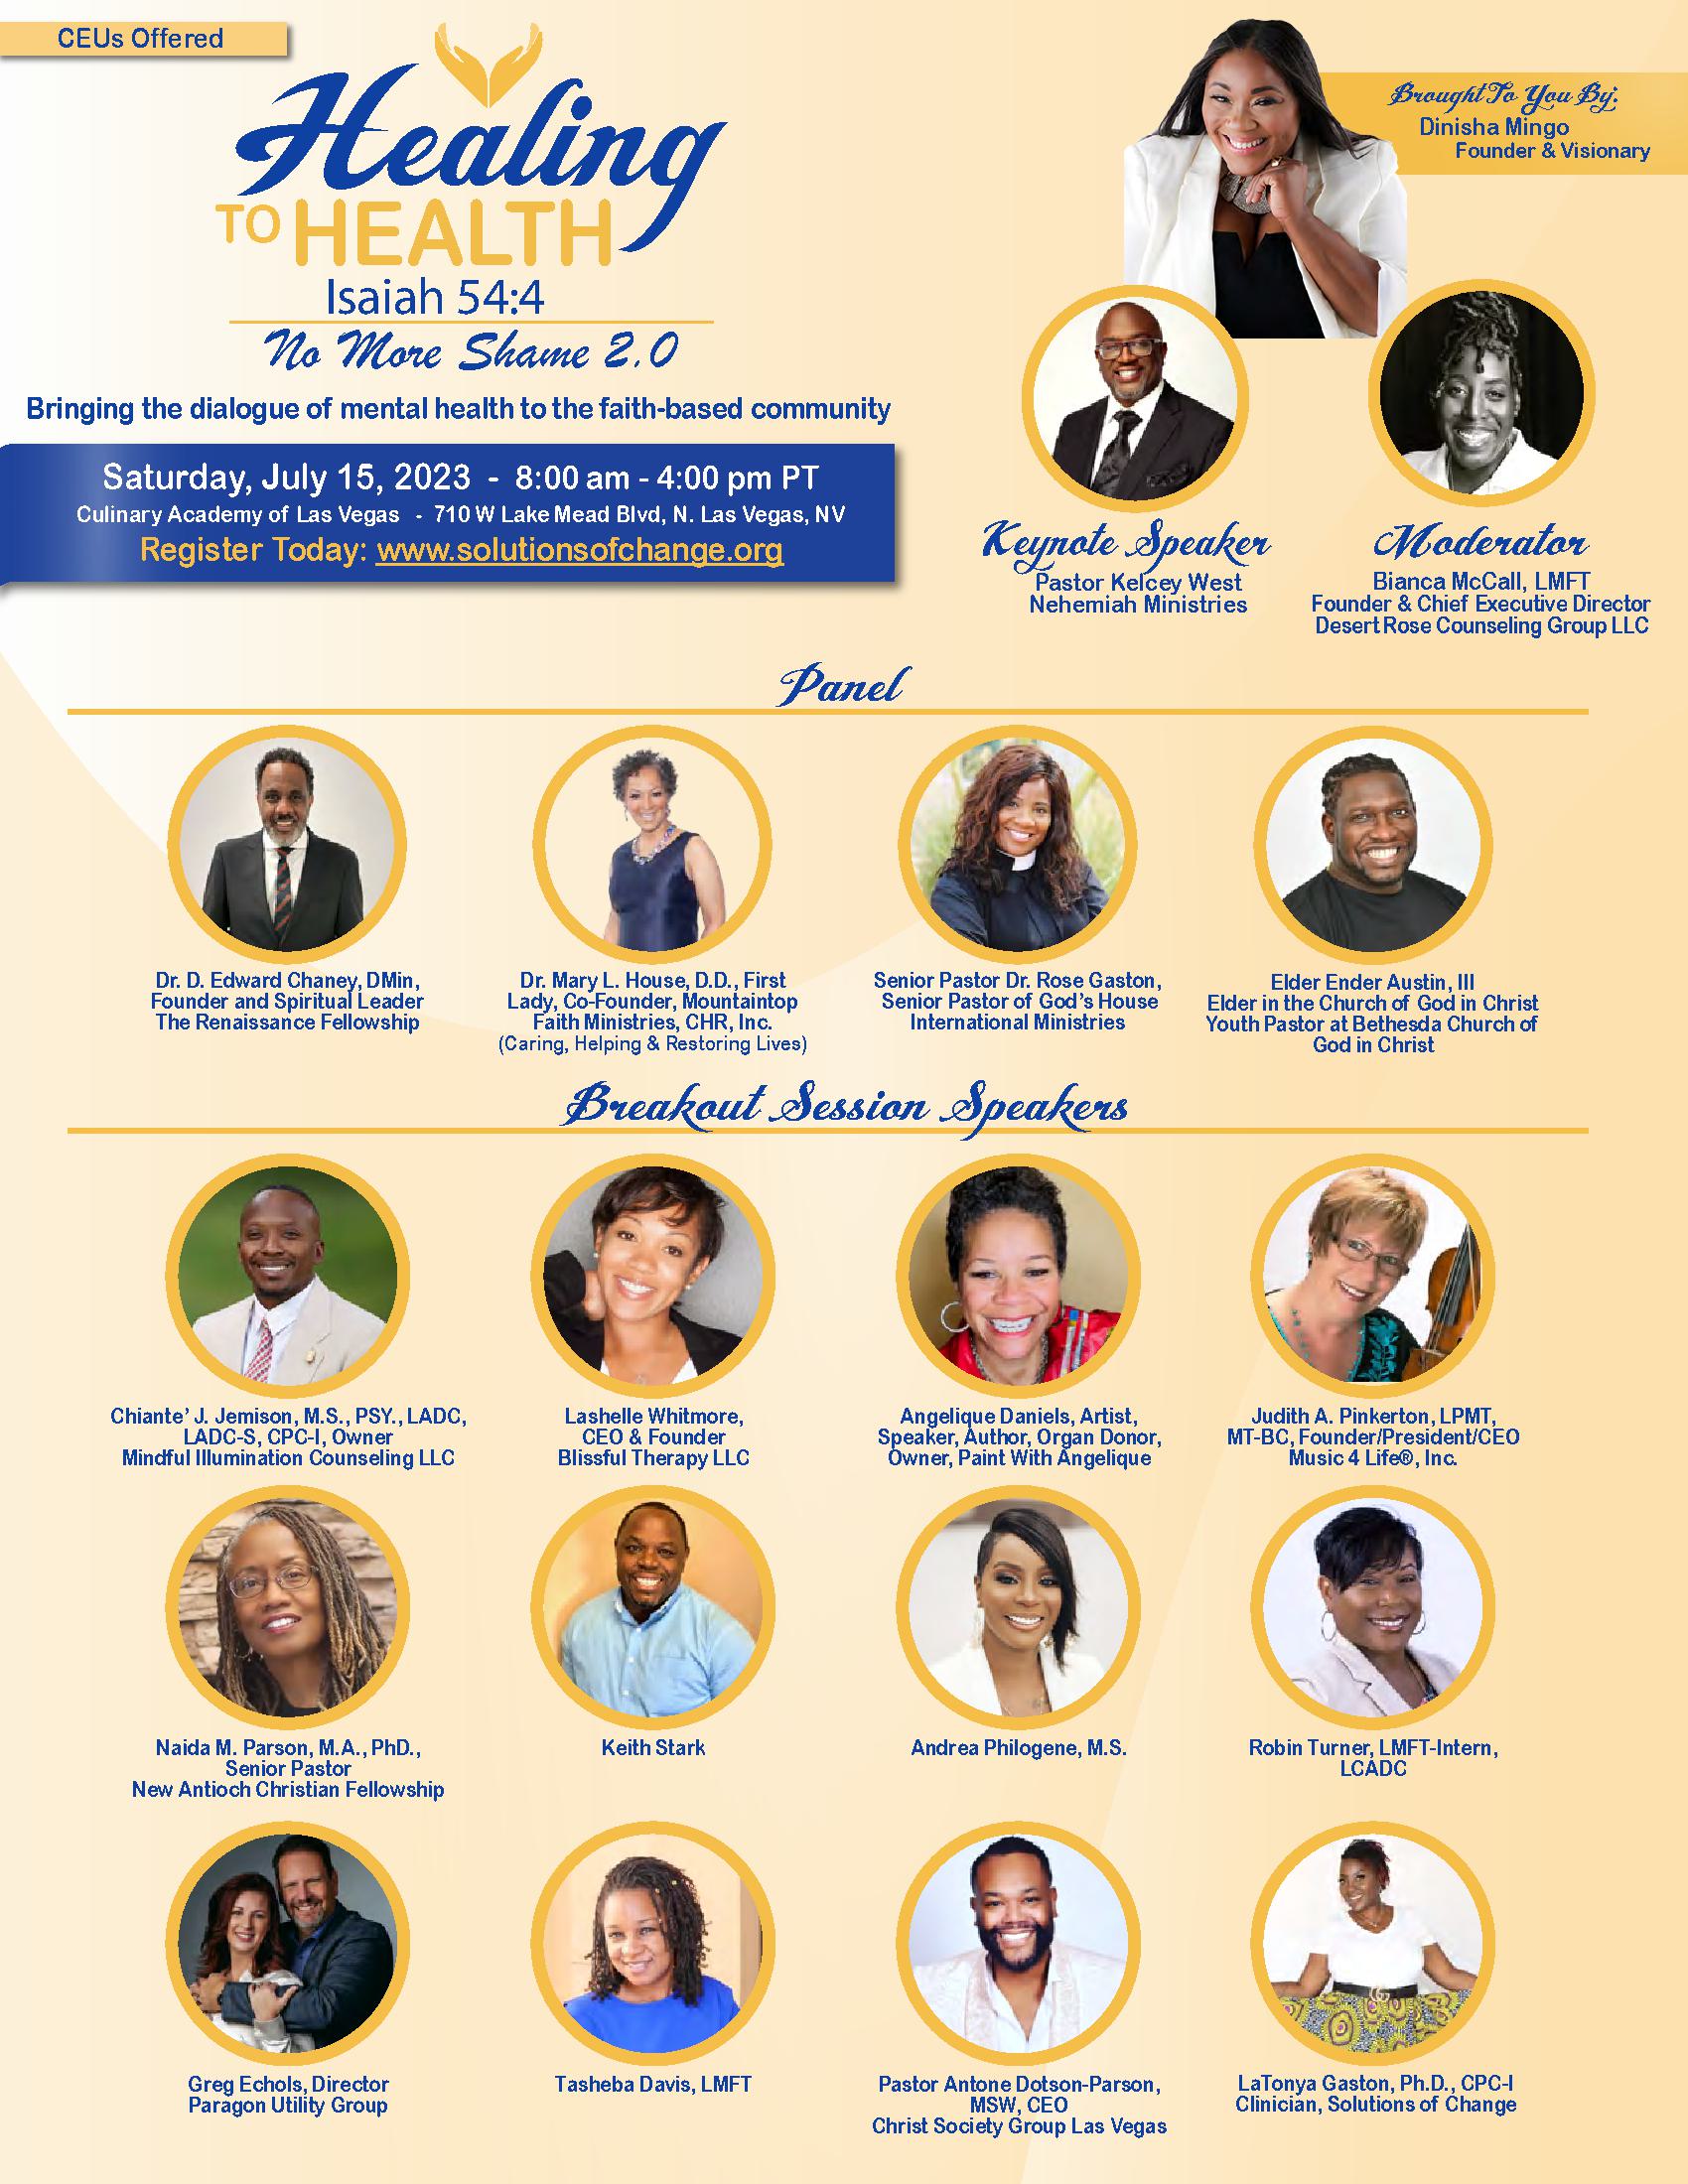 CEUs Offered
Healing
TO HEALTH
Isaiah 54:4
No More Shame 2.0
Bringing the dialogue of mental health to the faith-based community
Saturday, July 15, 2023 - 8:00 am - 4:00 pm PT
Culinary Academy of Las Vegas - 710 W Lake Mead Blvd, N. Las Vegas, NV
Register Today: www.solutionsofchange.org
Brought To You By:
Dinisha Mingo
Founder & Visionary
Keynote Speaker
Pastor Kelcey West
Nehemiah Ministries
Moderator
Bianca McCall, LMFT
Founder & Chief Executive Director
Desert Rose Counseling Group LLC
Panel
Dr. D. Edward Chaney, DMin,
Founder and Spiritual Leader
The Renaissance Fellowship
Dr. Mary L. House, D.D., First
Lady, Co-Founder, Mountaintop
Faith Ministries, CHR, Inc.
(Caring, Helping & Restoring Lives)
Senior Pastor Dr. Rose Gaston,
Senior Pastor of God's House
International Ministries
Elder Ender Austin, III
Elder in the Church of God in Christ
Youth Pastor at Bethesda Church of
God in Christ
Breakout Session Speakers
Chiante' J. Jemison, M.S., PSY., LADC,
LADC-S, CPC-I, Owner
Mindful Illumination Counseling LLC
Lashelle Whitmore,
CEO & Founder
Blissful Therapy LLC
Angelique Daniels, Artist,
Speaker, Author, Organ Donor,
Owner, Paint With Angelique
Judith A. Pinkerton, LPMT,
MT-BC, Founder/President/CEO
Music 4 Life®, Inc.
Naida M. Parson, M.A., PhD.,
Senior Pastor
New Antioch Christian Fellowship
Keith Stark
Andrea Philogene, M.S.
Robin Turner, LMFT-Intern,
LCADC
Greg Echols, Director
Paragon Utility Group
Tasheba Davis, LMFT
Pastor Antone Dotson-Parson,
MSW, CEO
Christ Society Group Las Vegas
LaTonya Gaston, Ph.D., CPC-I
Clinician, Solutions of Change